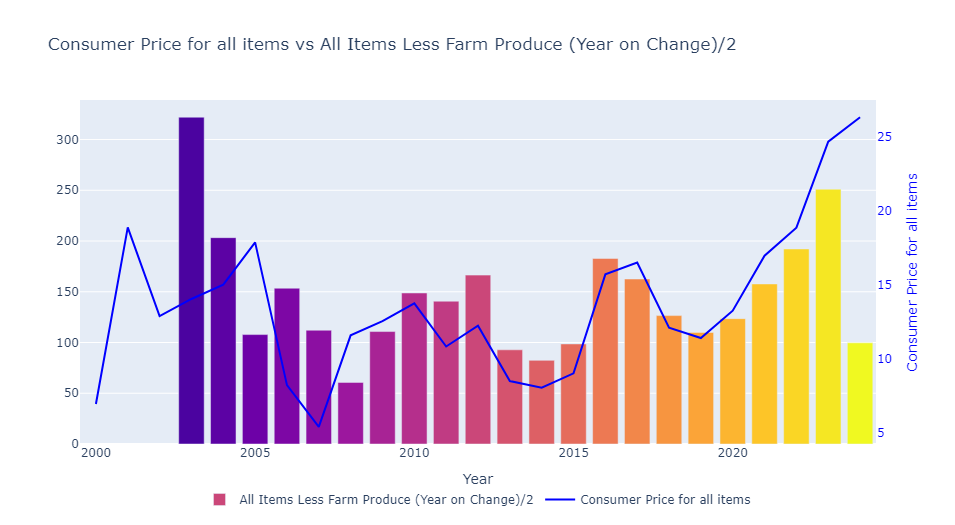 Consumer Price for all items vs All Items Less Farm Produce (Year on Change)/2
300
250
200
150
100
50
0
25
20
15
10
5
Consumer Price for all items
2000 2005 2010 2015 2020
Year
All Items Less Farm Produce (Year on Change)/2 Consumer Price for all items